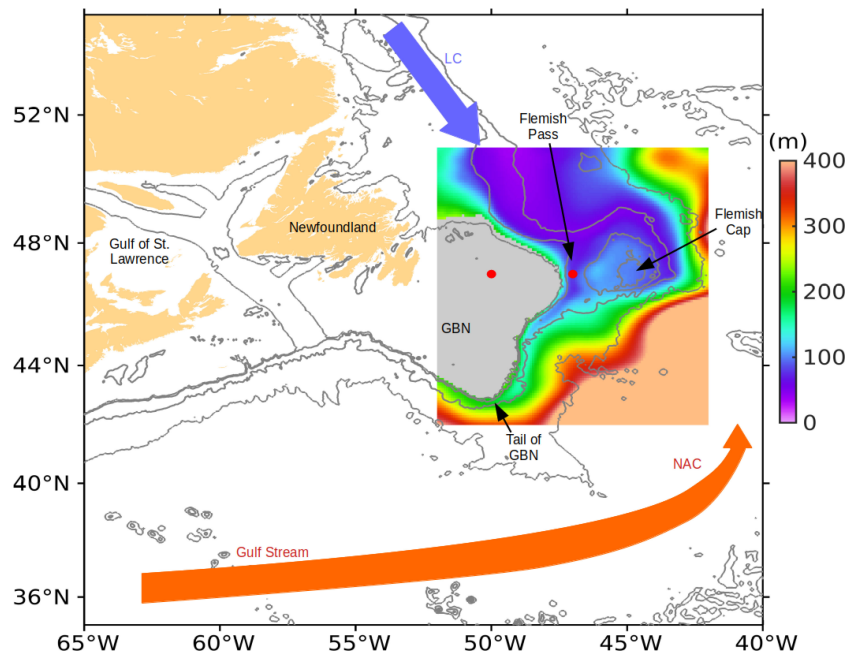 LC
52°N
Flemish
Pass
(m)
400
Flemish
Cap
300
Newfoundland
48°N
Gulf of St.
Lawrence
200
GBN
100
44°N
0
Tail of
GBN
NAC
40°N
Gulf Stream
36°N
65°W
60°W
55°W
50°W
45°W
40°W